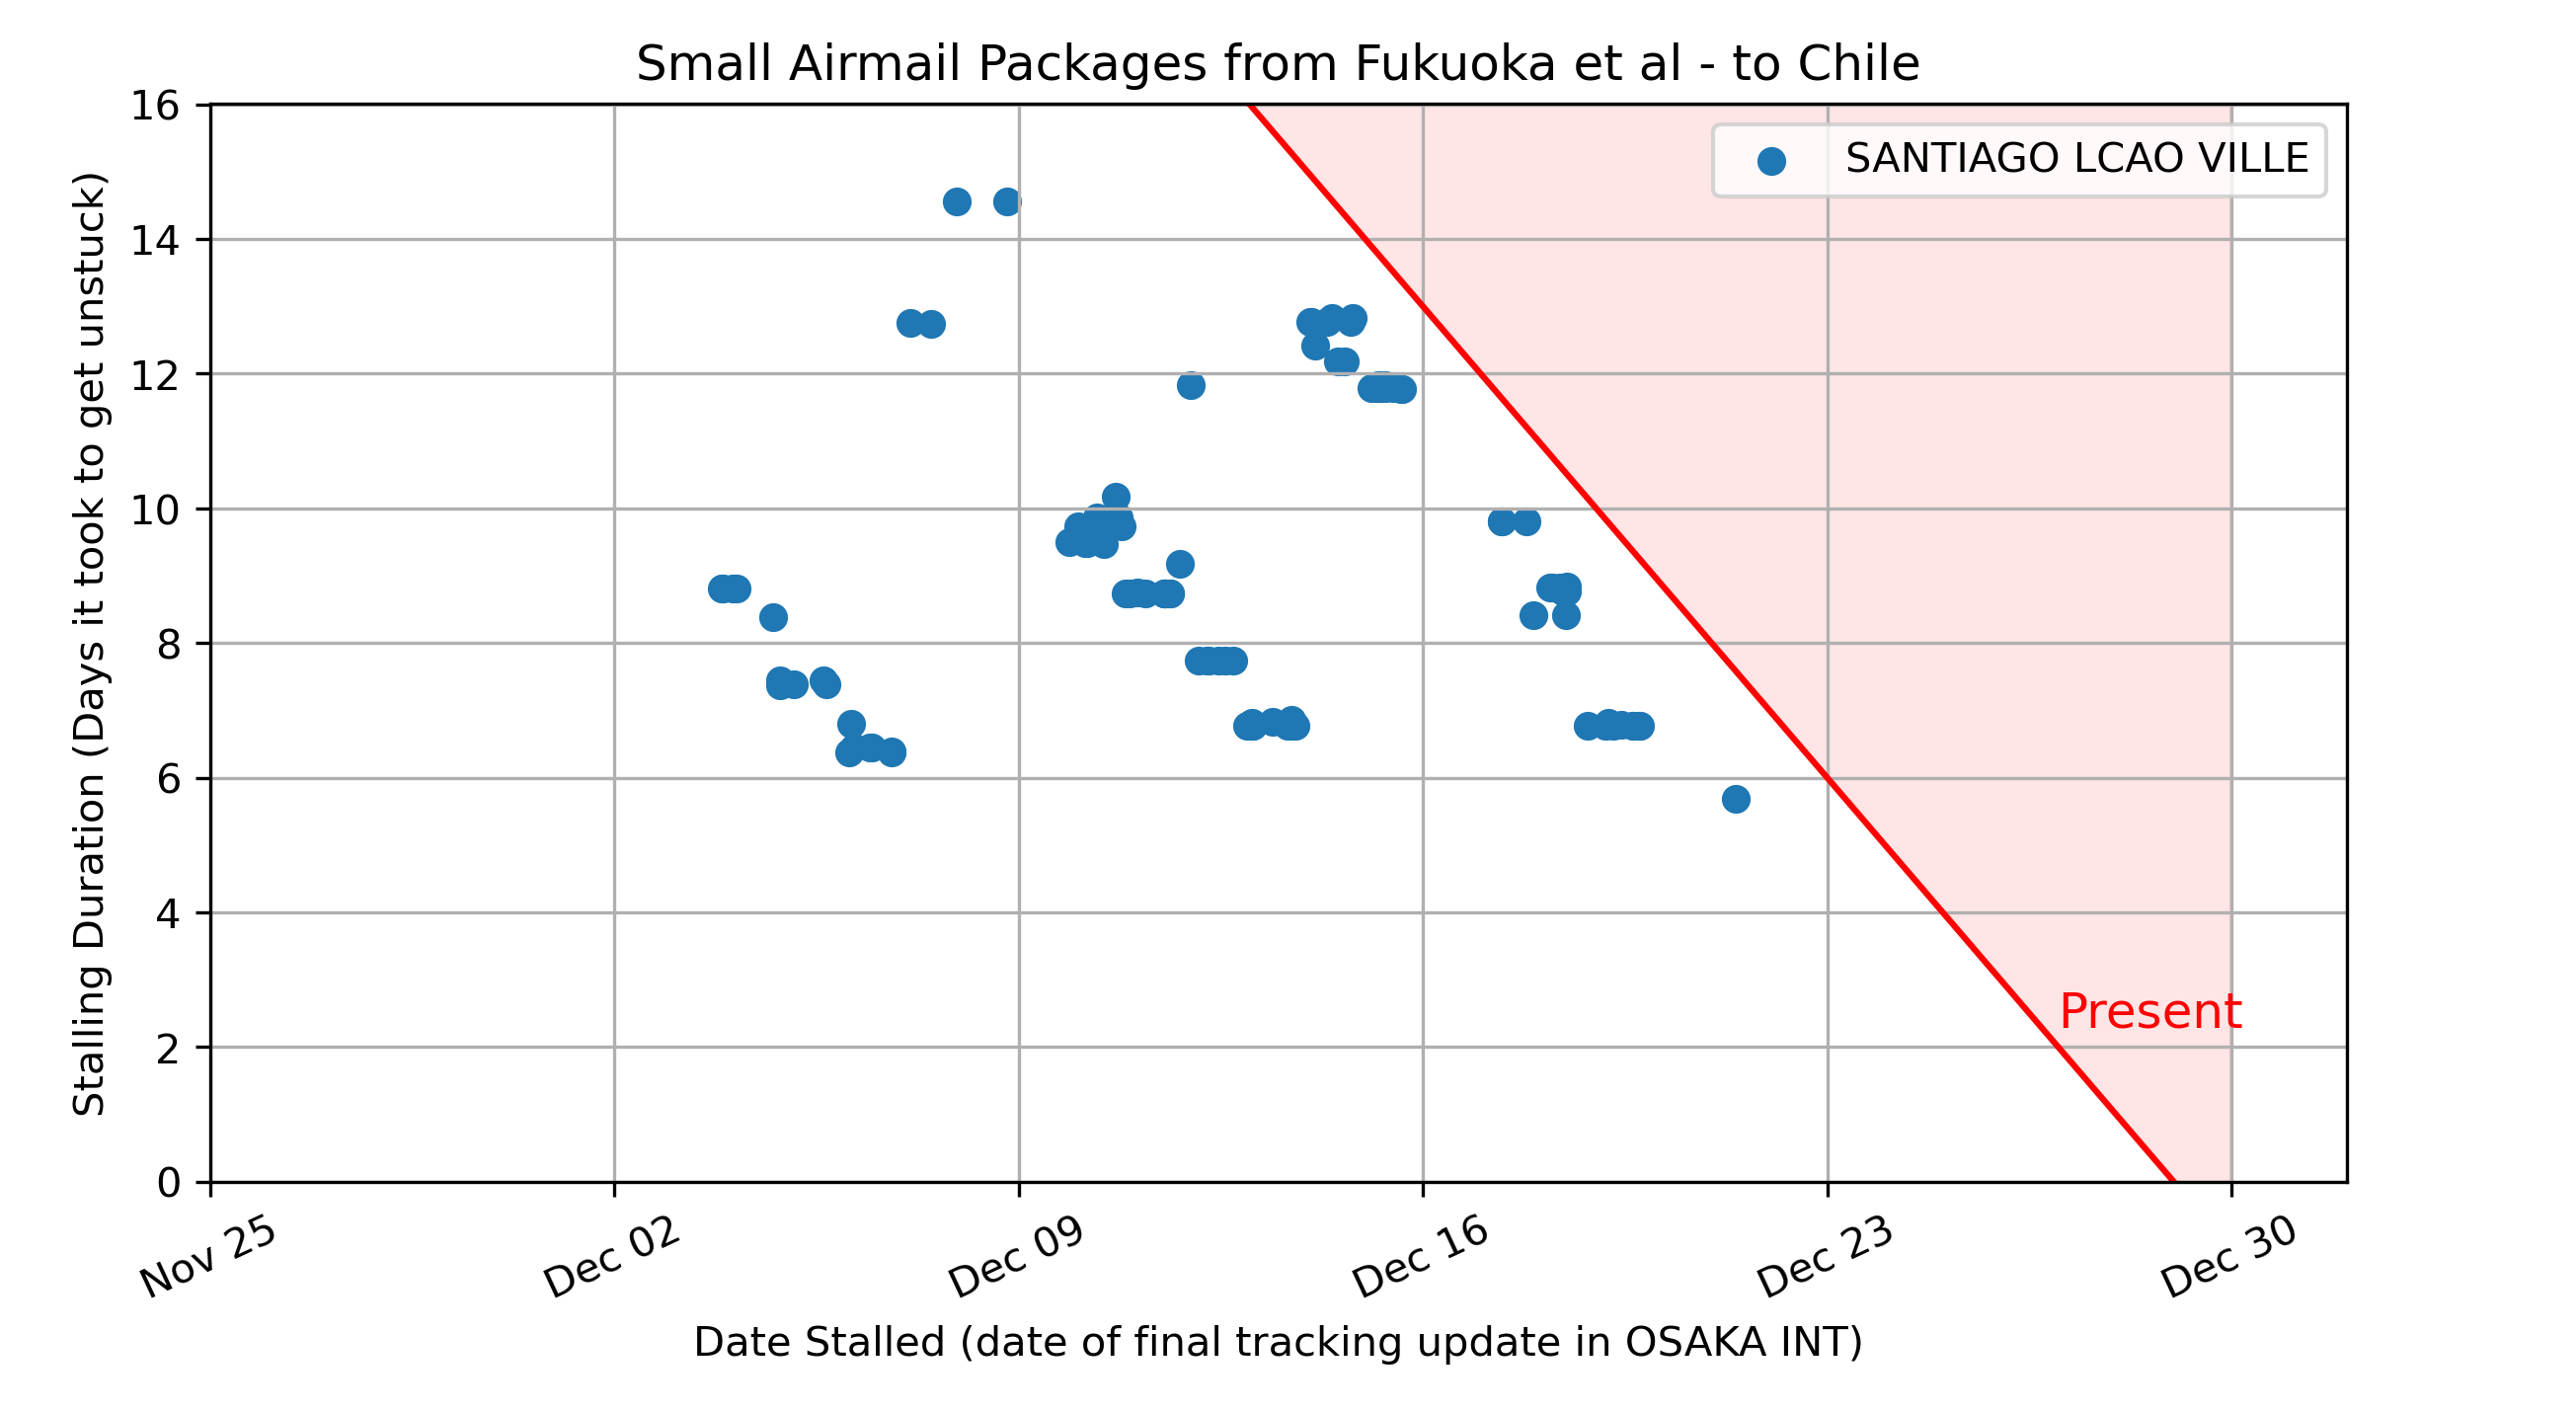 Small Airmail Packages from Fukuoka et al - to Chile
SANTIAGO LCAO VILLE
Stalling Duration (Days it took to get unstuck)
16
14
12
10
8
6
4
2
0
Present
Nov 25
Dec 02
Dec 09
Dec 16
Dec 23
Dec 30
Date Stalled (date of final tracking update in OSAKA INT)